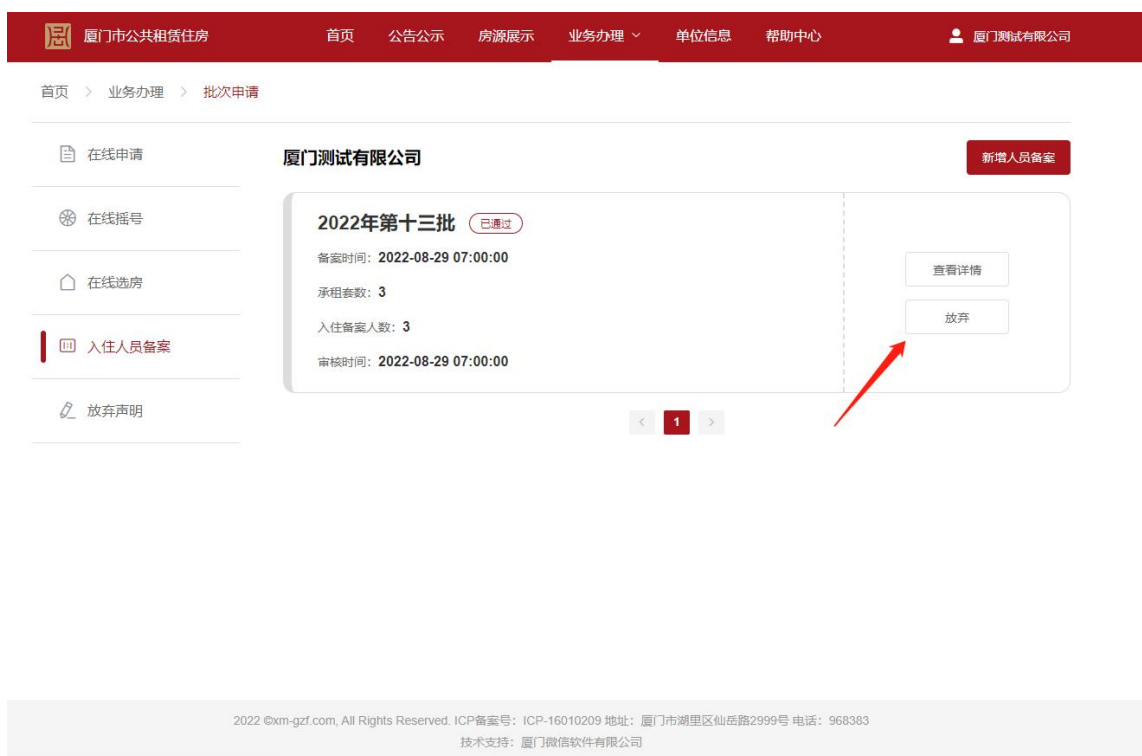 厦门市公共租赁住房 首页 公告公示 房源展示 业务办理 单位信息 帮助中心 厦门测试有限公司
首页 > 业务办理 > 批次申请
在线申请
在线摇号
在线选房
入住人员备案
放弃声明
厦门测试有限公司 新增人员备案
2022年第十三批 已通过
备案时间：2022-08-29 07:00:00
承租套数：3
入住备案人数：3
审核时间：2022-08-29 07:00:00
查看详情
放弃
< 1 >
2022 ©xm-gzf.com, All Rights Reserved. ICP备案号：ICP-16010209 地址：厦门市湖里区仙岳路2999号 电话：968383
技术支持：厦门微信软件有限公司